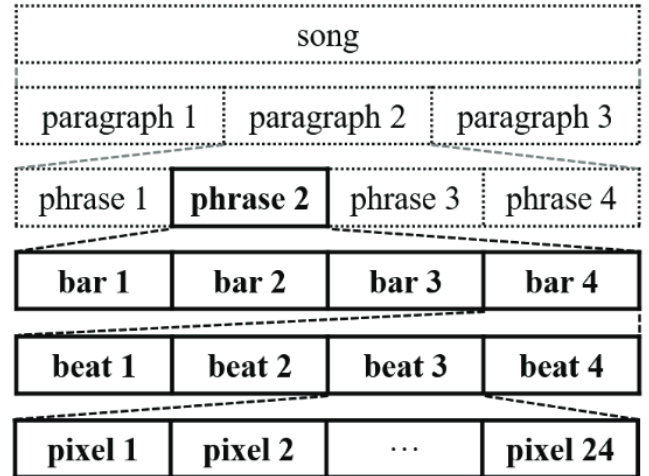 song
paragraph 1 paragraph 2 paragraph 3
phrase 1 phrase 2 phrase 3 phrase 4
bar 1 bar 2 bar 3 bar 4
beat 1 beat 2 beat 3 beat 4
pixel 1 pixel 2 ··· pixel 24